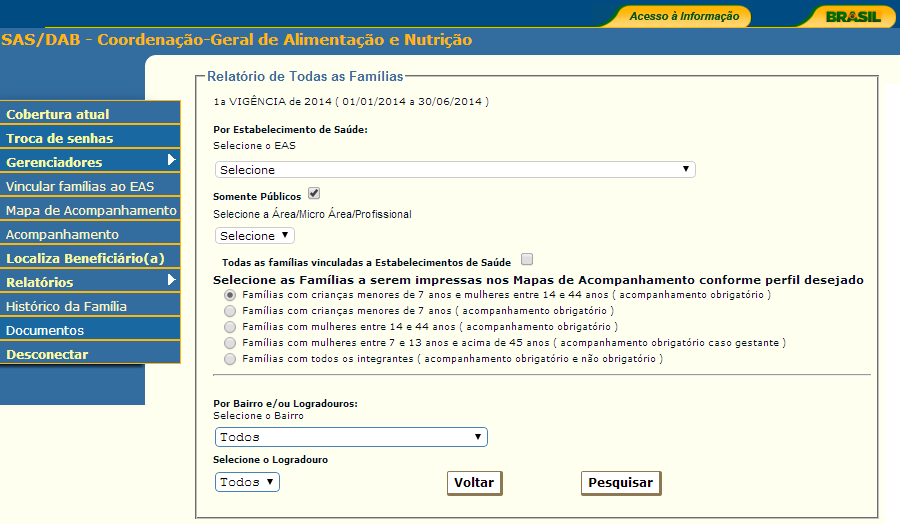 Acesso à Informação
BRASIL
SAS/DAB - Coordenação-Geral de Alimentação e Nutrição
Cobertura atual
Troca de senhas
Gerenciadores
Vincular famílias ao EAS
Mapa de Acompanhamento
Acompanhamento
Localiza Beneficiário(a)
Relatórios
Histórico da Família
Documentos
Desconectar
Relatório de Todas as Famílias
1a VIGÊNCIA de 2014 ( 01/01/2014 a 30/06/2014 )
Por Estabelecimento de Saúde:
Selecione o EAS
Selecione
Somente Públicos
Selecione a Área/Micro Área/Profissional
Selecione
Todas as famílias vinculadas a Estabelecimentos de Saúde
Selecione as Famílias a serem impressas nos Mapas de Acompanhamento conforme perfil desejado
Famílias com crianças menores de 7 anos e mulheres entre 14 e 44 anos ( acompanhamento obrigatório )
Famílias com crianças menores de 7 anos ( acompanhamento obrigatório )
Famílias com mulheres entre 14 e 44 anos ( acompanhamento obrigatório )
Famílias com mulheres entre 7 e 13 anos e acima de 45 anos ( acompanhamento obrigatório caso gestante )
Famílias com todos os integrantes ( acompanhamento obrigatório e não obrigatório )
Por Bairro e/ou Logradouros:
Selecione o Bairro
Todos
Selecione o Logradouro
Todos
Voltar
Pesquisar